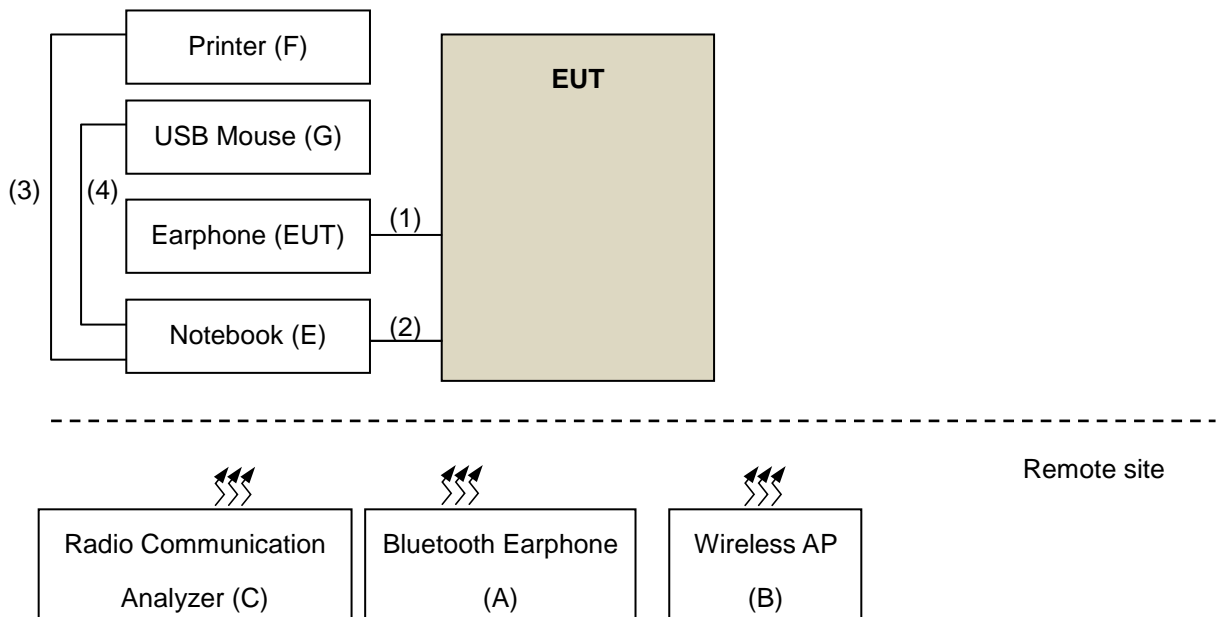 Printer (F)
EUT
USB Mouse (G)
(3)
(4)
Earphone (EUT)
(1)
Notebook (E)
(2)
Remote site
Radio Communication
Analyzer (C)
Bluetooth Earphone
(A)
Wireless AP
(B)